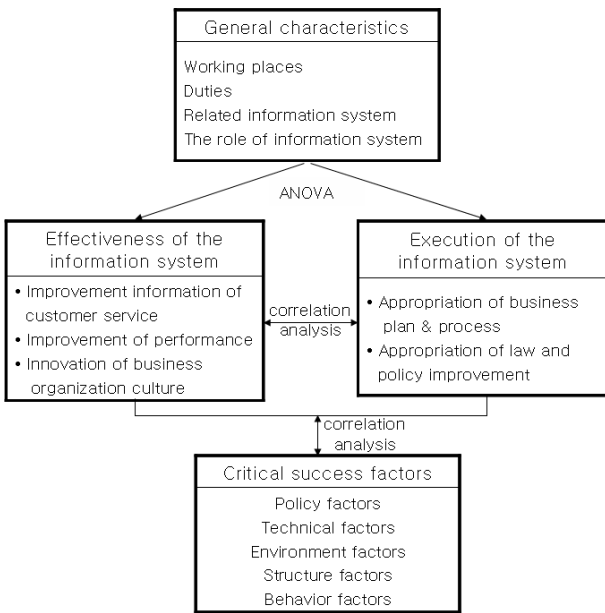 General characteristics
Working places
Duties
Related information system
The role of information system
ANOVA
Effectiveness of the
information system
• Improvement information of
customer service
• Improvement of performance
• Innovation of business
organization culture
correlation
analysis
Execution of the
information system
• Appropriation of business
plan & process
• Appropriation of law and
policy improvement
correlation
analysis
Critical success factors
Policy factors
Technical factors
Environment factors
Structure factors
Behavior factors